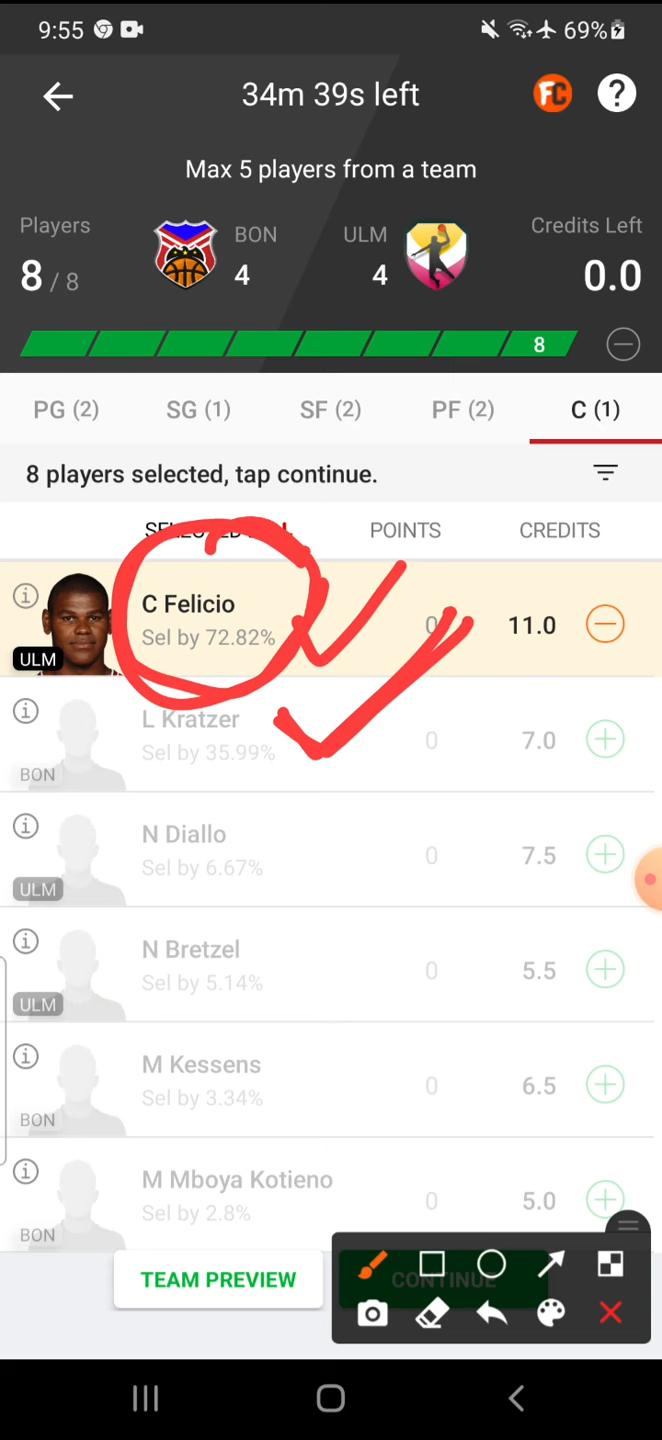 9:55 69%
34m 39s left FC ?
Max 5 players from a team
Players BON ULM Credits Left
8 / 8 4 4 0.0
8
PG (2) SG (1) SF (2) PF (2) C (1)
8 players selected, tap continue.
SELECTED POINTS CREDITS
C Felicio
Sel by 72.82% 0 11.0
ULM
L Kratzer
Sel by 35.99% 0 7.0
BON
N Diallo
Sel by 6.67% 0 7.5
ULM
N Bretzel
Sel by 5.14% 0 5.5
ULM
M Kessens
Sel by 3.34% 0 6.5
BON
M Mboya Kotieno
Sel by 2.8% 0 5.0
BON
TEAM PREVIEW CONTINUE